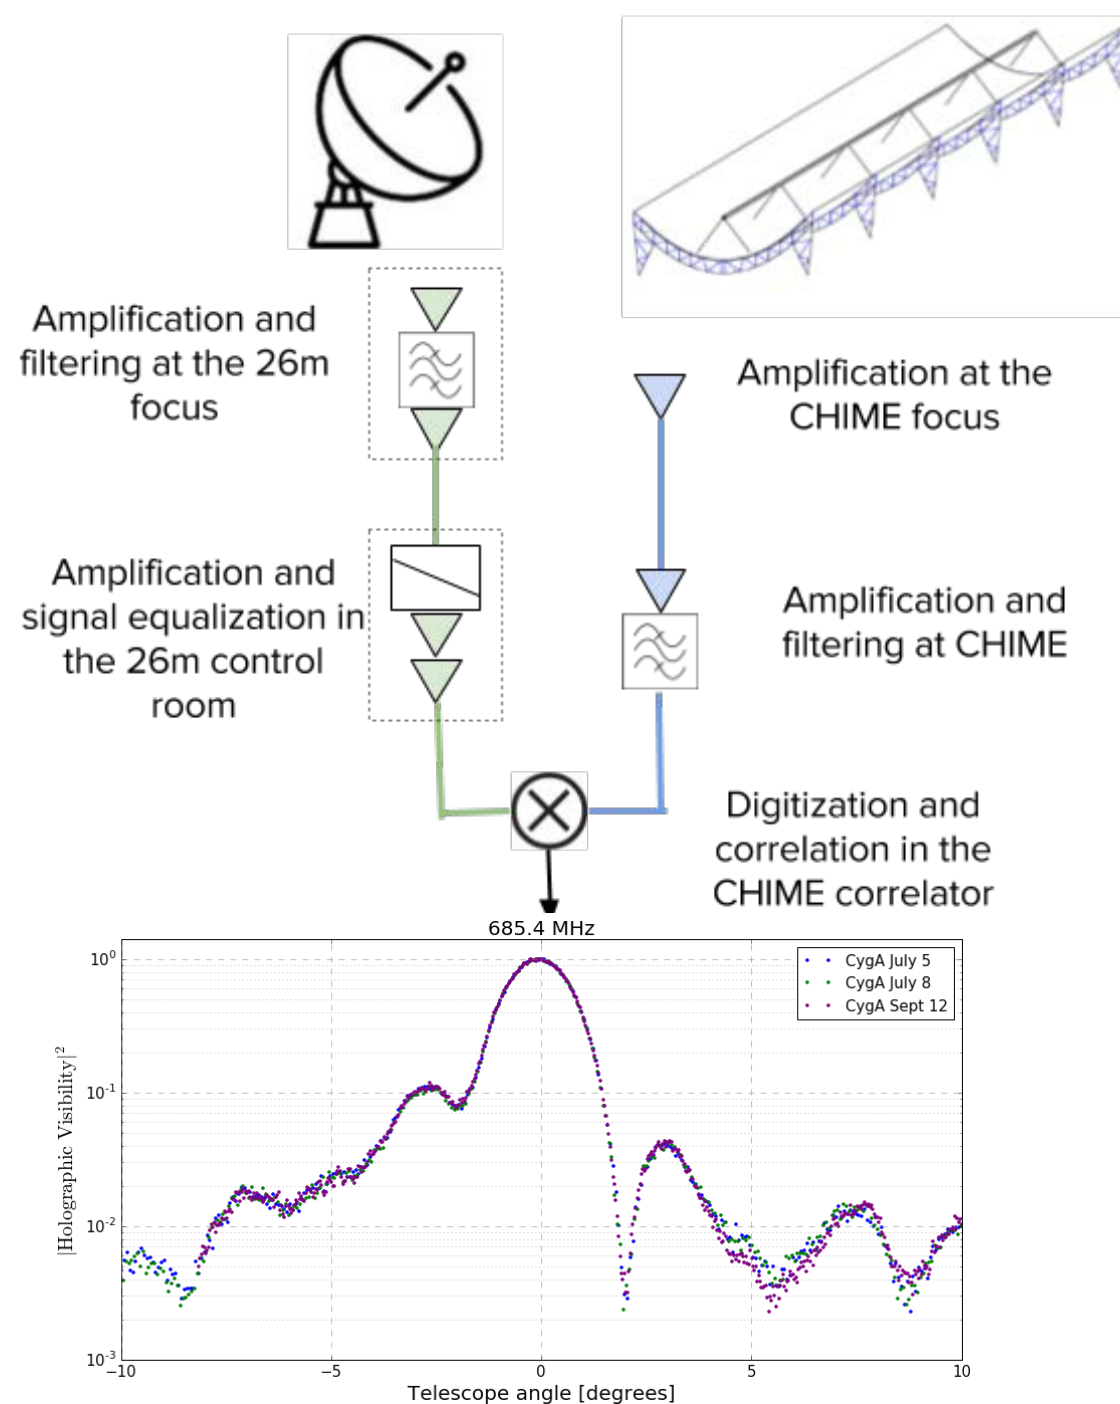 Amplification and
filtering at the 26m
focus
Amplification at the
CHIME focus
Amplification and
signal equalization in
the 26m control
room
Amplification and
filtering at CHIME
Digitization and
correlation in the
CHIME correlator
685.4 MHz
CygA July 5
CygA July 8
CygA Sept 12
|Holographic Visibility|²
10⁰
10⁻¹
10⁻²
10⁻³
−10 −5 0 5 10
Telescope angle [degrees]